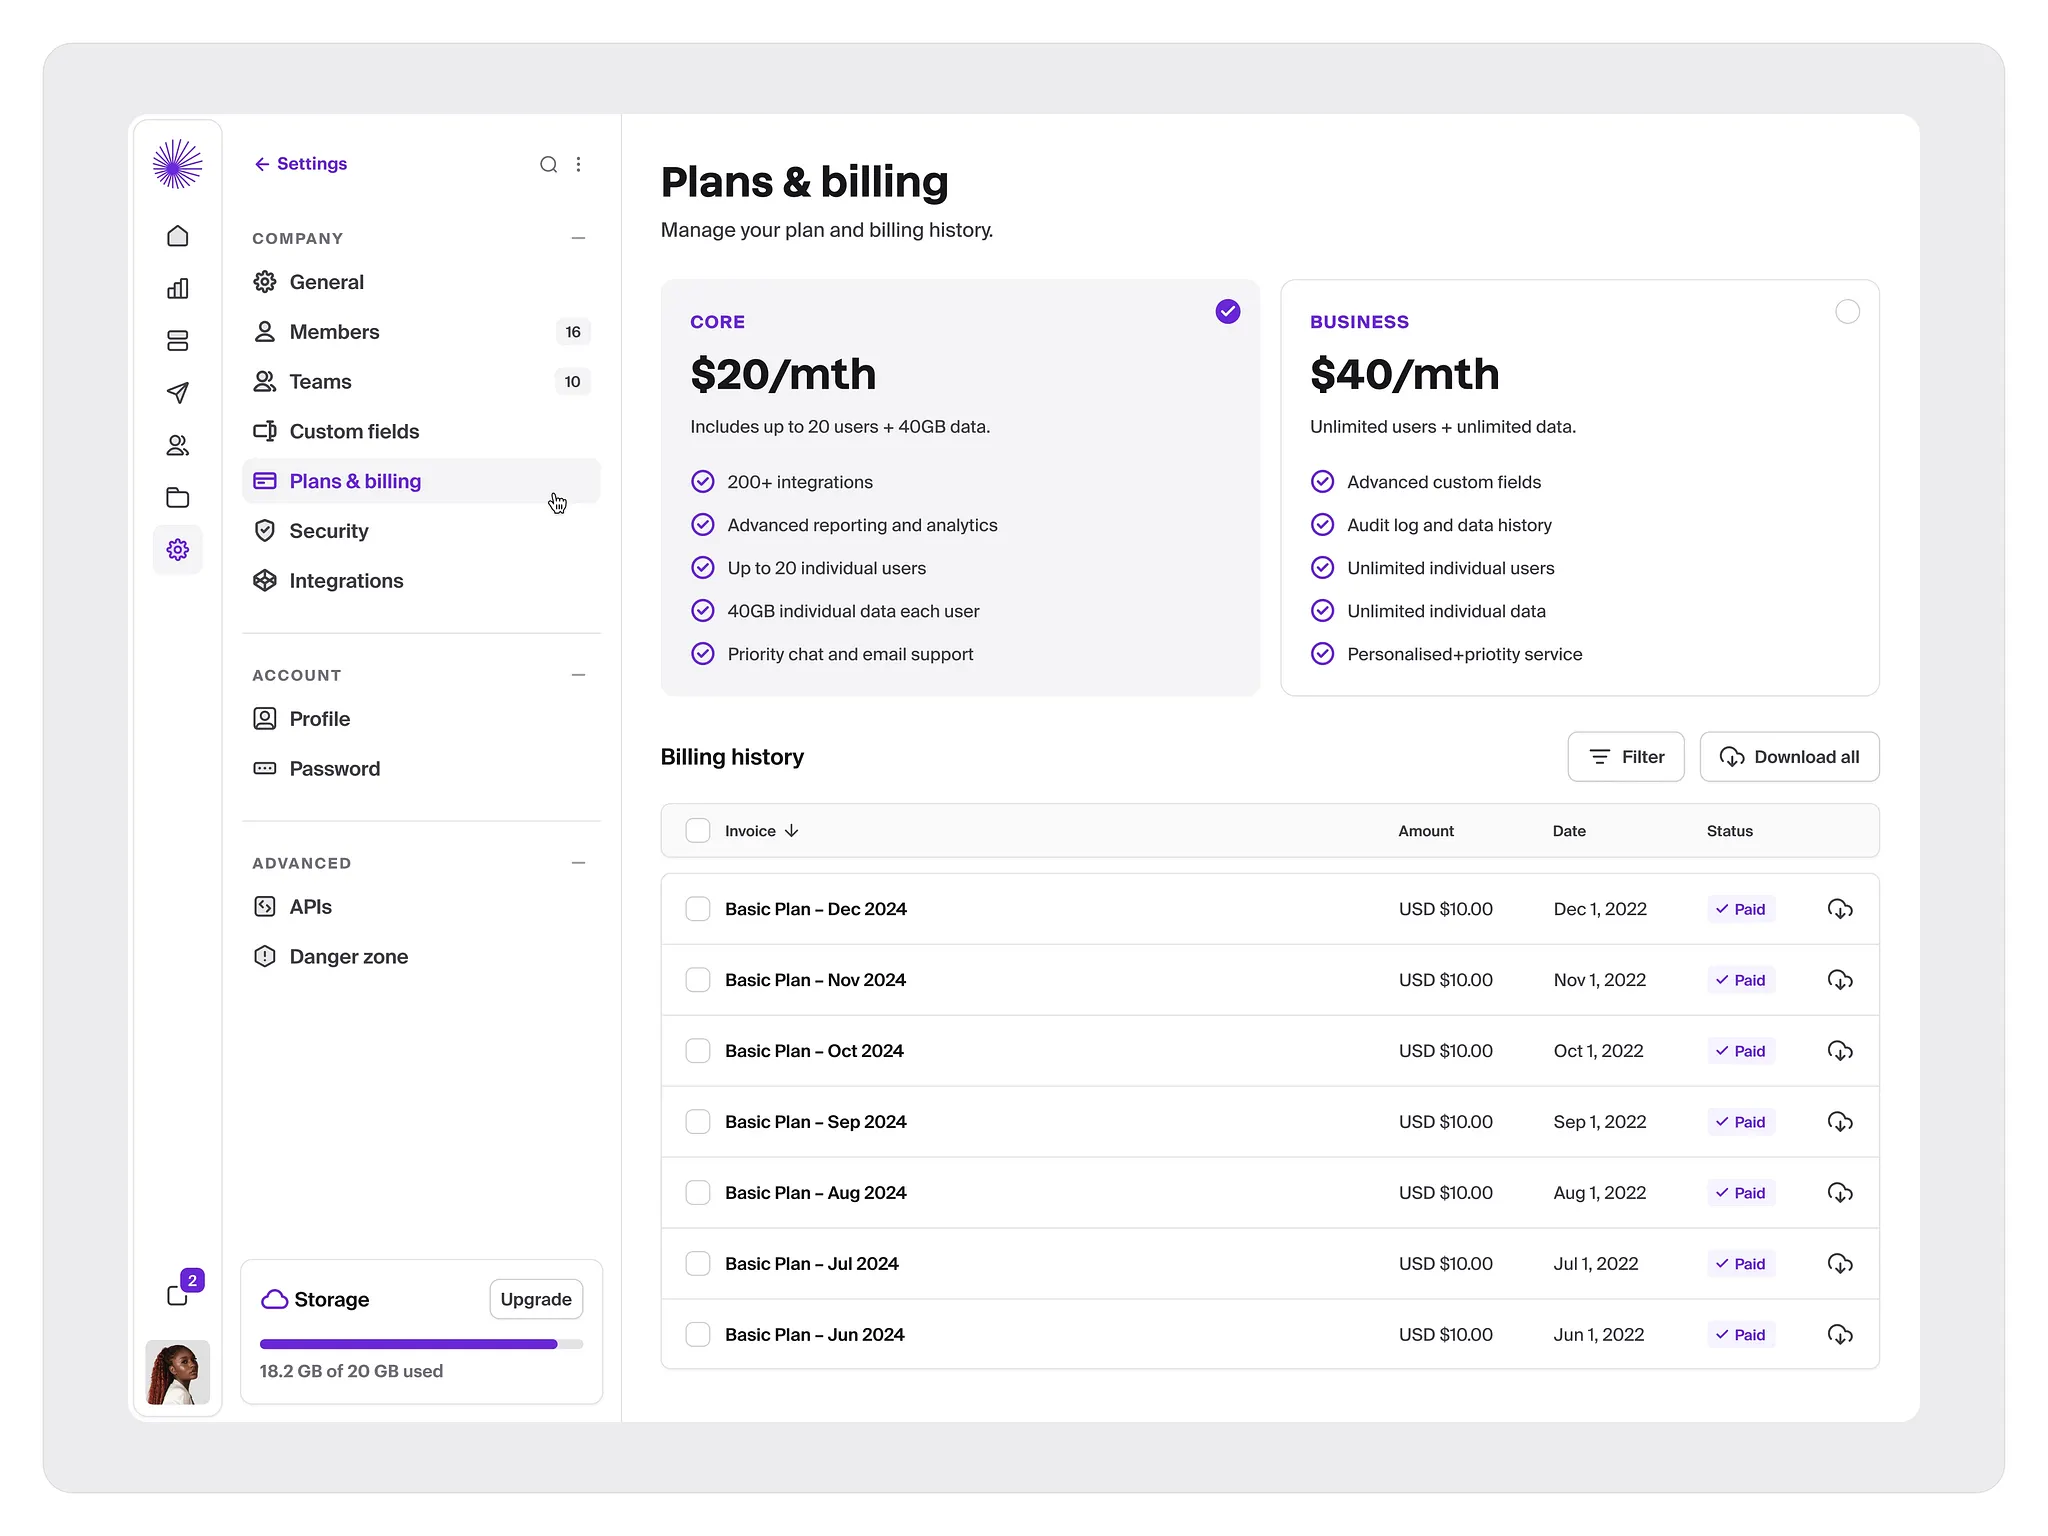 Settings
COMPANY
General
Members 16
Teams 10
Custom fields
Plans & billing
Security
Integrations
ACCOUNT
Profile
Password
ADVANCED
APIs
Danger zone
2
Storage Upgrade
18.2 GB of 20 GB used
Plans & billing
Manage your plan and billing history.
CORE
$20/mth
Includes up to 20 users + 40GB data.
200+ integrations
Advanced reporting and analytics
Up to 20 individual users
40GB individual data each user
Priority chat and email support
BUSINESS
$40/mth
Unlimited users + unlimited data.
Advanced custom fields
Audit log and data history
Unlimited individual users
Unlimited individual data
Personalised+priotity service
Billing history Filter Download all
Invoice Amount Date Status
Basic Plan – Dec 2024 USD $10.00 Dec 1, 2022 Paid
Basic Plan – Nov 2024 USD $10.00 Nov 1, 2022 Paid
Basic Plan – Oct 2024 USD $10.00 Oct 1, 2022 Paid
Basic Plan – Sep 2024 USD $10.00 Sep 1, 2022 Paid
Basic Plan – Aug 2024 USD $10.00 Aug 1, 2022 Paid
Basic Plan – Jul 2024 USD $10.00 Jul 1, 2022 Paid
Basic Plan – Jun 2024 USD $10.00 Jun 1, 2022 Paid